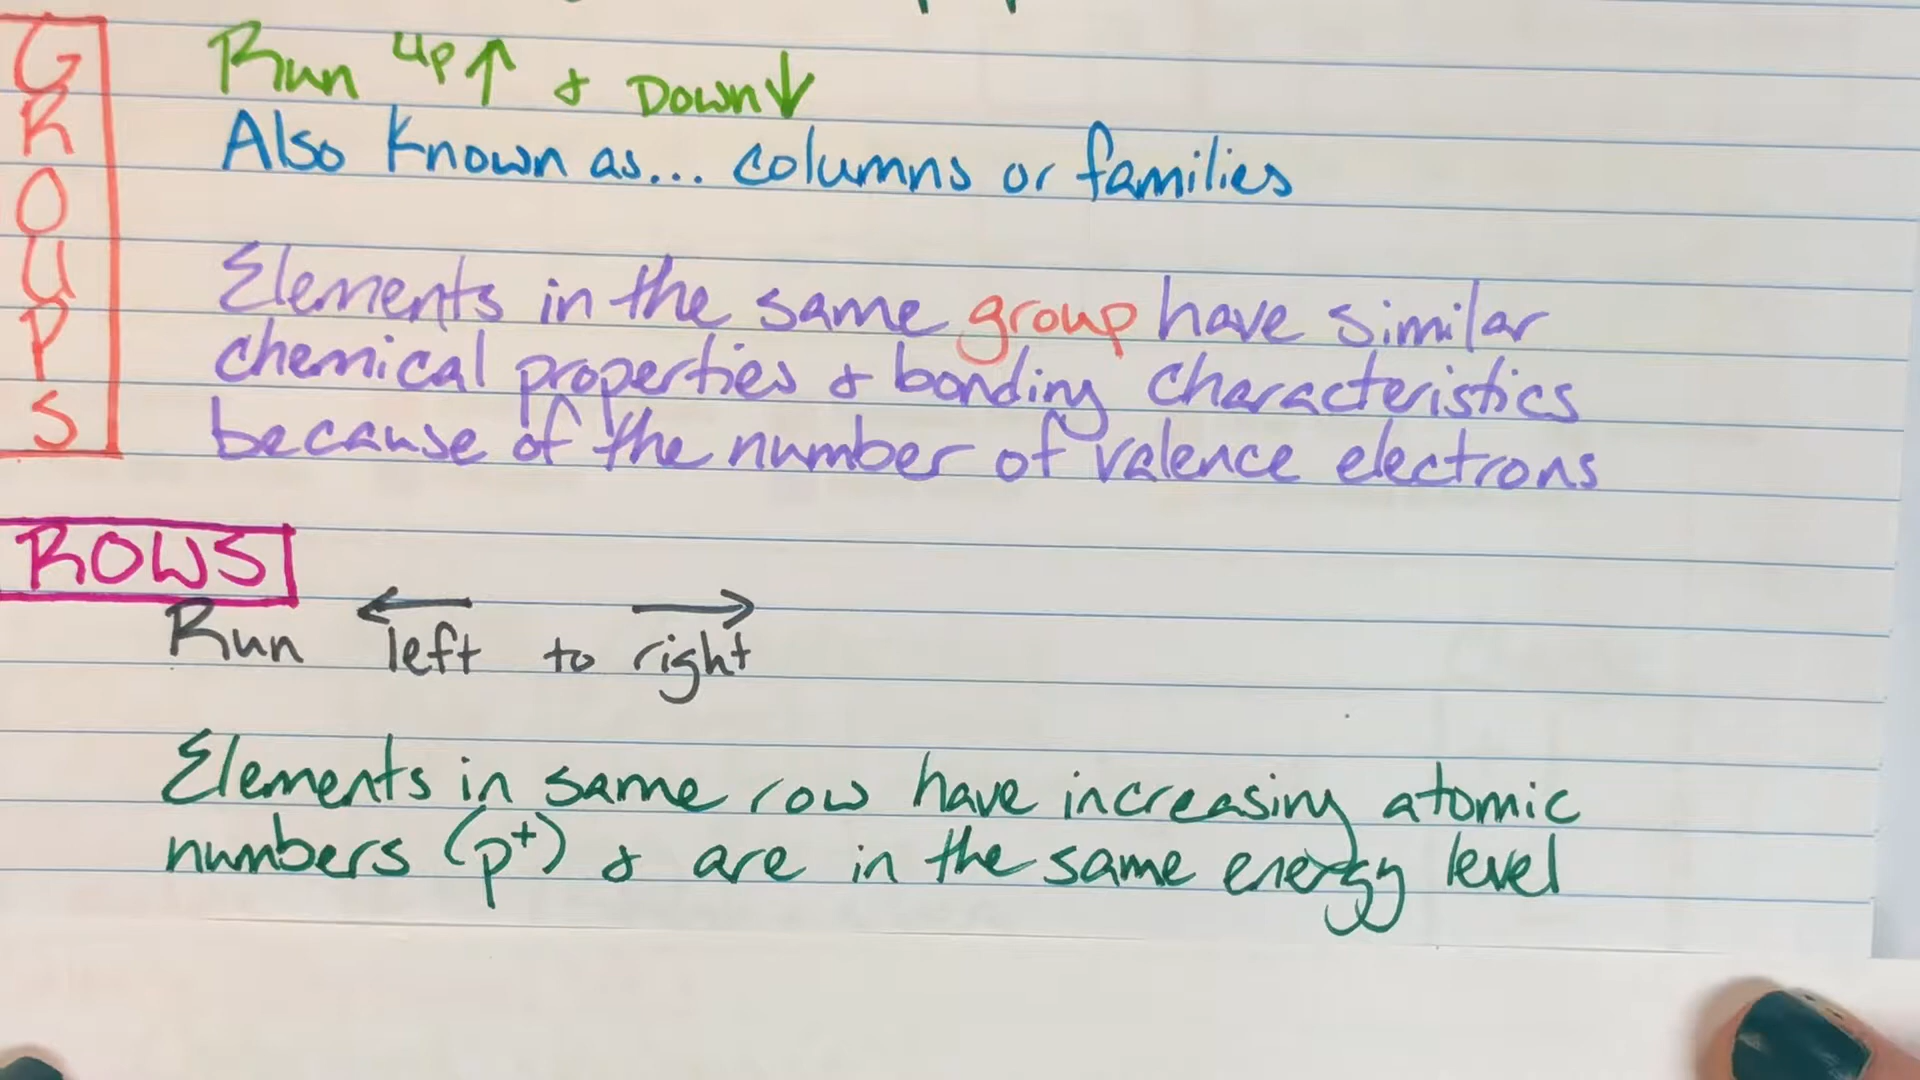 GROUPS
Run up↑ & Down↓
Also known as... columns or families
Elements in the same group have similar
chemical properties & bonding characteristics
because of the number of valence electrons
ROWS
Run left to right
Elements in same row have increasing atomic
numbers (p⁺) & are in the same energy level